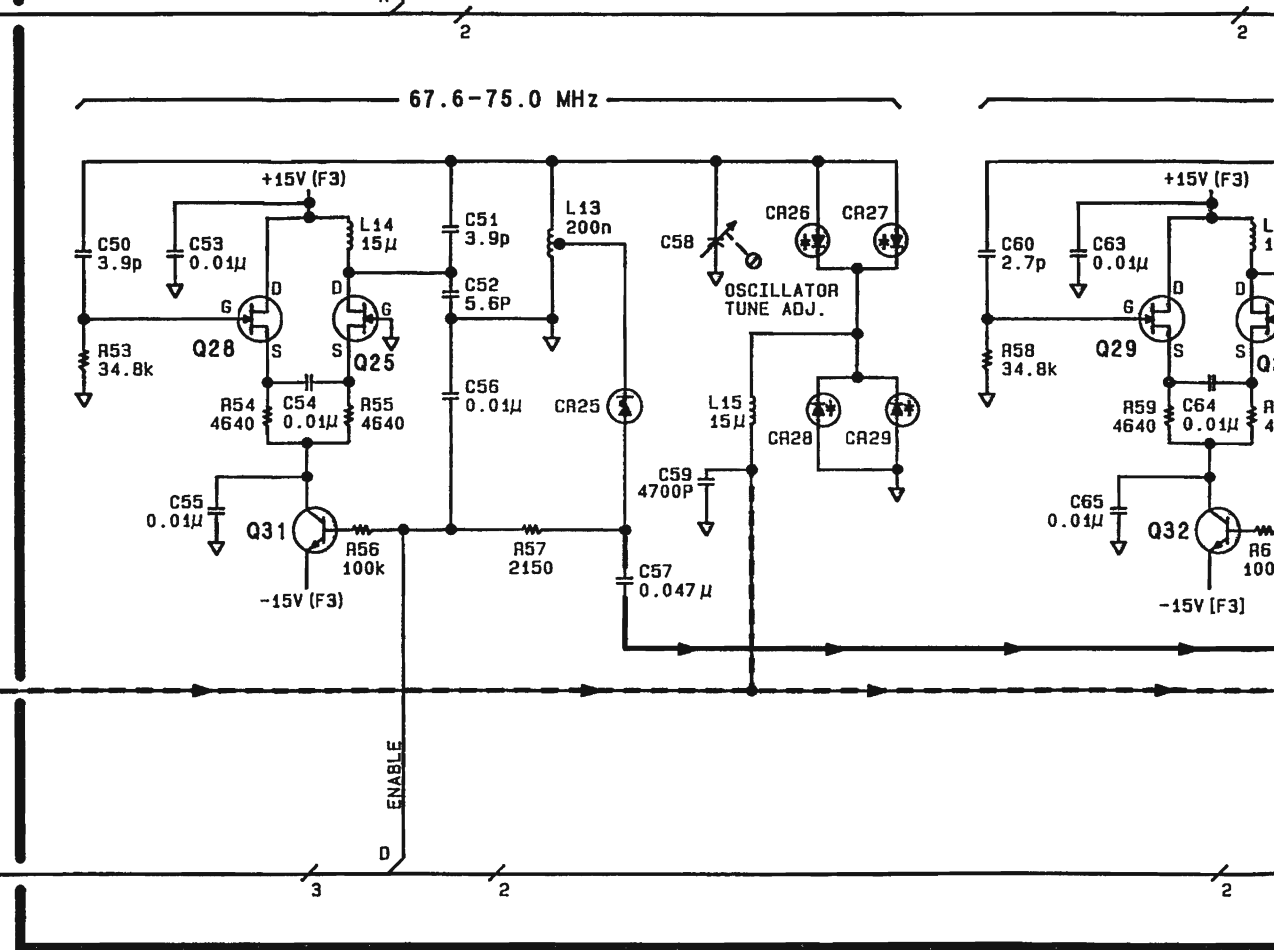 2
2
67.6-75.0 MHz
+15V (F3)
C50
3.9p
C53
0.01µ
L14
15µ
C51
3.9p
C52
5.6P
L13
200n
C58
OSCILLATOR
TUNE ADJ.
CR26
CR27
D
G
S
Q28
D
G
S
Q25
R53
34.8k
R54
4640
C54
0.01µ
R55
4640
C56
0.01µ
CR25
L15
15µ
CR28
CR29
C59
4700P
C55
0.01µ
Q31
R56
100k
R57
2150
C57
0.047µ
-15V (F3)
+15V (F3)
C60
2.7p
C63
0.01µ
L
1
D
G
S
Q29
D
S
Q
R58
34.8k
R59
4640
C64
0.01µ
R
4
C65
0.01µ
Q32
R6
100
-15V [F3]
ENABLE
D
3
2
2